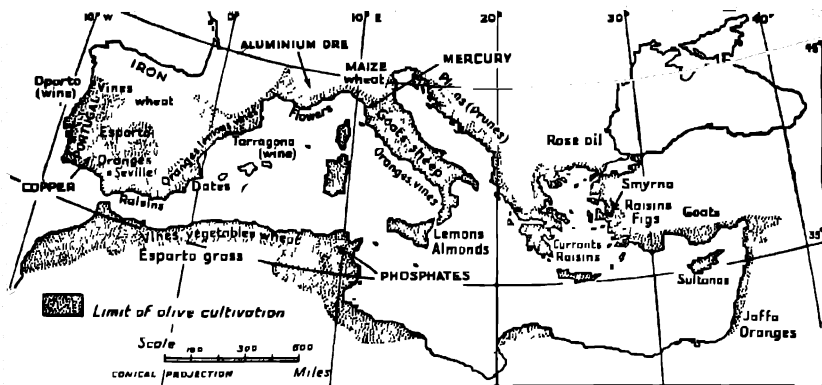 10° W
0°
10° E
20°
30°
40°
45
ALUMINIUM ORE
MERCURY
IRON
MAIZE
wheat
Oporto
(wine)
Vines
wheat
PORTUGAL
Flowers
(prunes)
Esparto
Goats, sheep
Rose oil
Oranges
Seville
Oranges
Tarragona
(wine)
Oranges, vines
COPPER
Dates
Smyrna
Raisins
Raisins
Figs
Goats
Vines vegetables wheat
Lemons
Almonds
Currants
Raisins
35
Esparto grass
PHOSPHATES
Sultanas
Limit of olive cultivation
Jaffa
Oranges
Scale
300
600
CONICAL PROJECTION
Miles